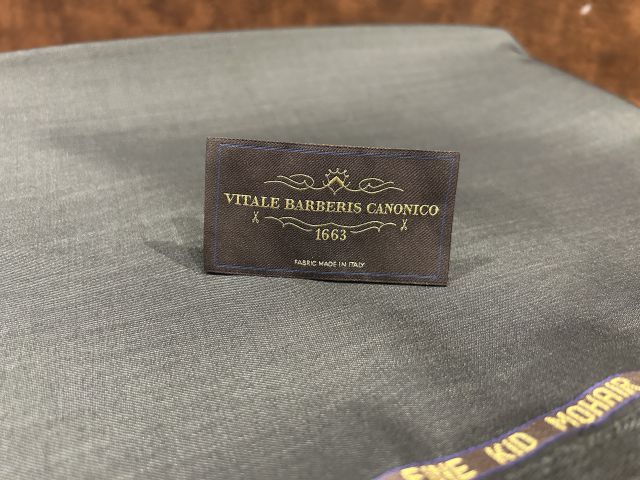 VITALE BARBERIS CANONICO
1663
FABRIC MADE IN ITALY
FINE KID MOHAIR